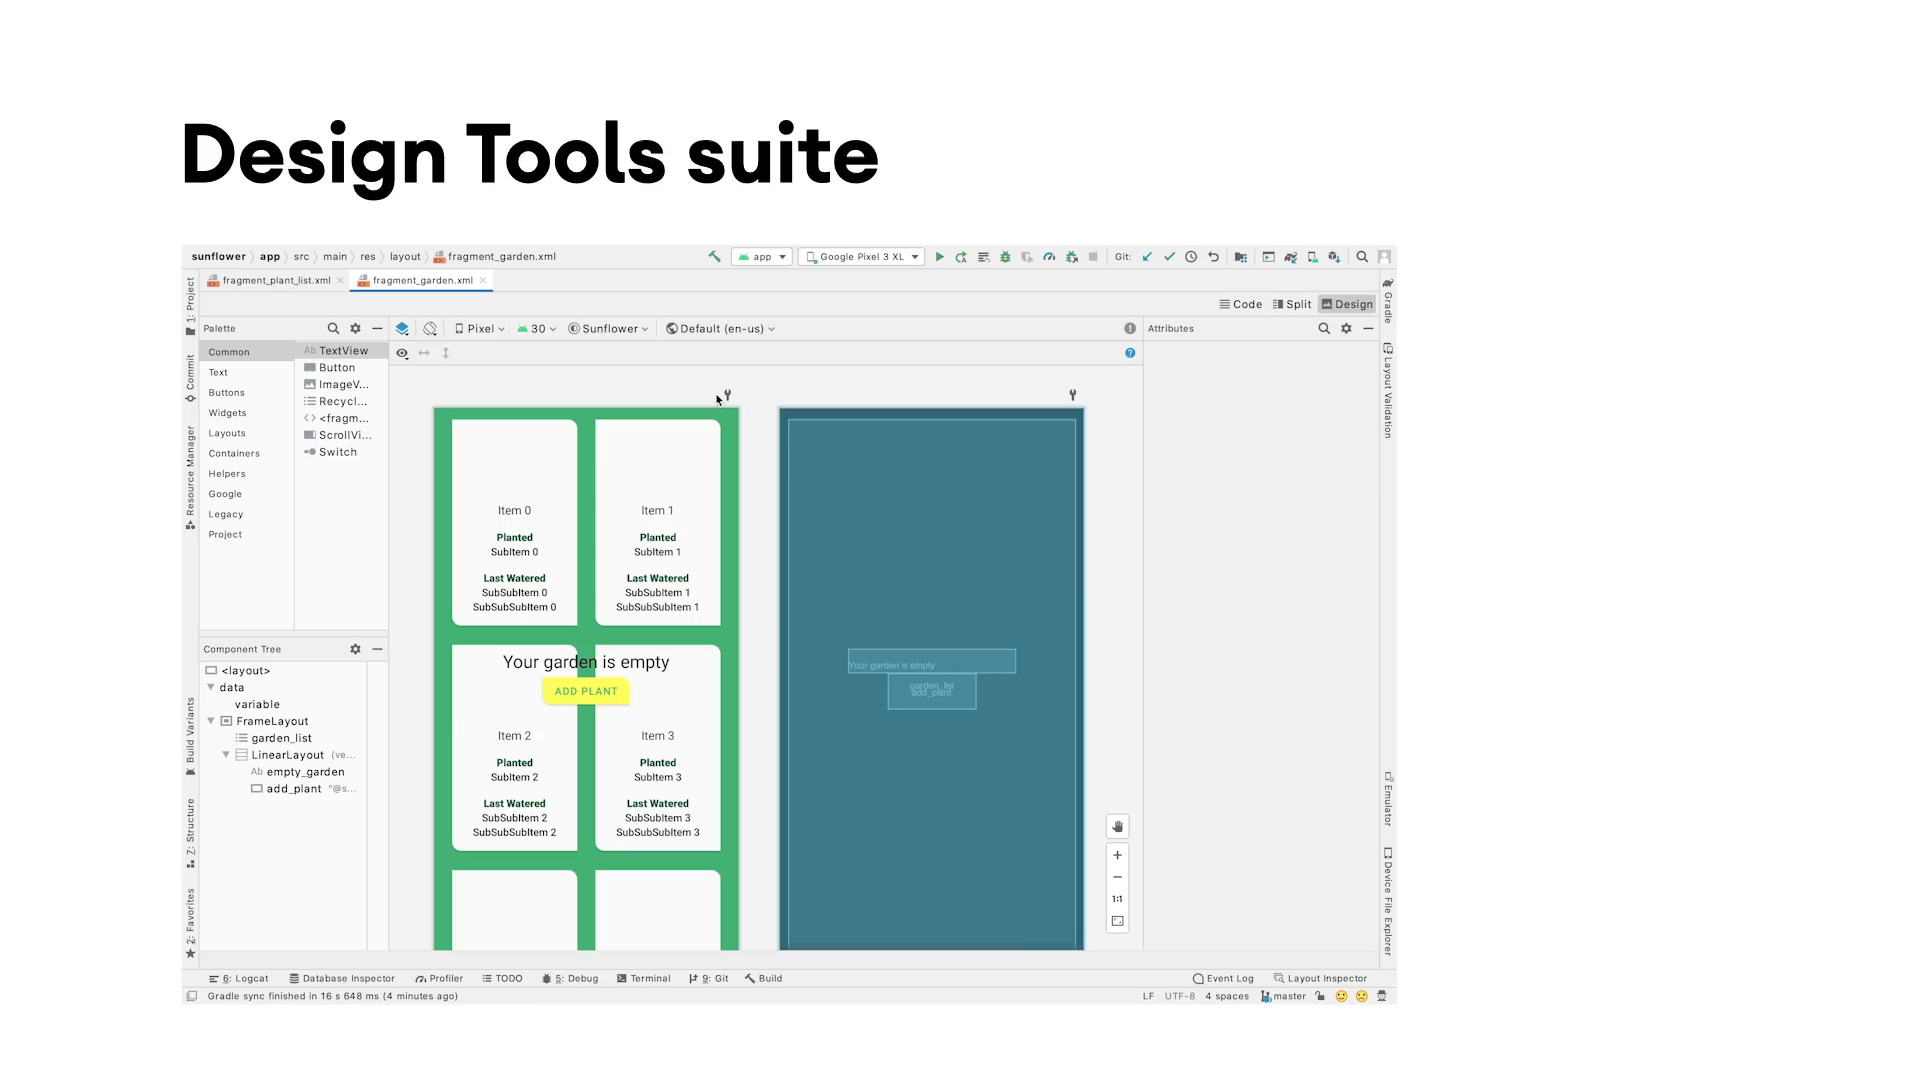 Design Tools suite
sunflower app src main res layout fragment_garden.xml
app
Google Pixel 3 XL
Git:
fragment_plant_list.xml
fragment_garden.xml
Code
Split
Design
1: Project
Commit
Resource Manager
Build Variants
Z: Structure
2: Favorites
Palette
Common
Text
Buttons
Widgets
Layouts
Containers
Helpers
Google
Legacy
Project
Ab TextView
Button
ImageV...
Recycl...
<fragm...
ScrollVi...
Switch
Pixel
30
Sunflower
Default (en-us)
Attributes
Item 0
Planted
SubItem 0
Last Watered
SubSubItem 0
SubSubSubItem 0
Item 1
Planted
SubItem 1
Last Watered
SubSubItem 1
SubSubSubItem 1
Your garden is empty
ADD PLANT
Item 2
Planted
SubItem 2
Last Watered
SubSubItem 2
SubSubSubItem 2
Item 3
Planted
SubItem 3
Last Watered
SubSubItem 3
SubSubSubItem 3
Your garden is empty
garden_list
add_plant
1:1
Component Tree
<layout>
data
variable
FrameLayout
garden_list
LinearLayout (ve...
Ab empty_garden
add_plant "@s...
Gradle
Layout Validation
Emulator
Device File Explorer
6: Logcat
Database Inspector
Profiler
TODO
5: Debug
Terminal
9: Git
Build
Event Log
Layout Inspector
Gradle sync finished in 16 s 648 ms (4 minutes ago)
LF
UTF-8
4 spaces
master